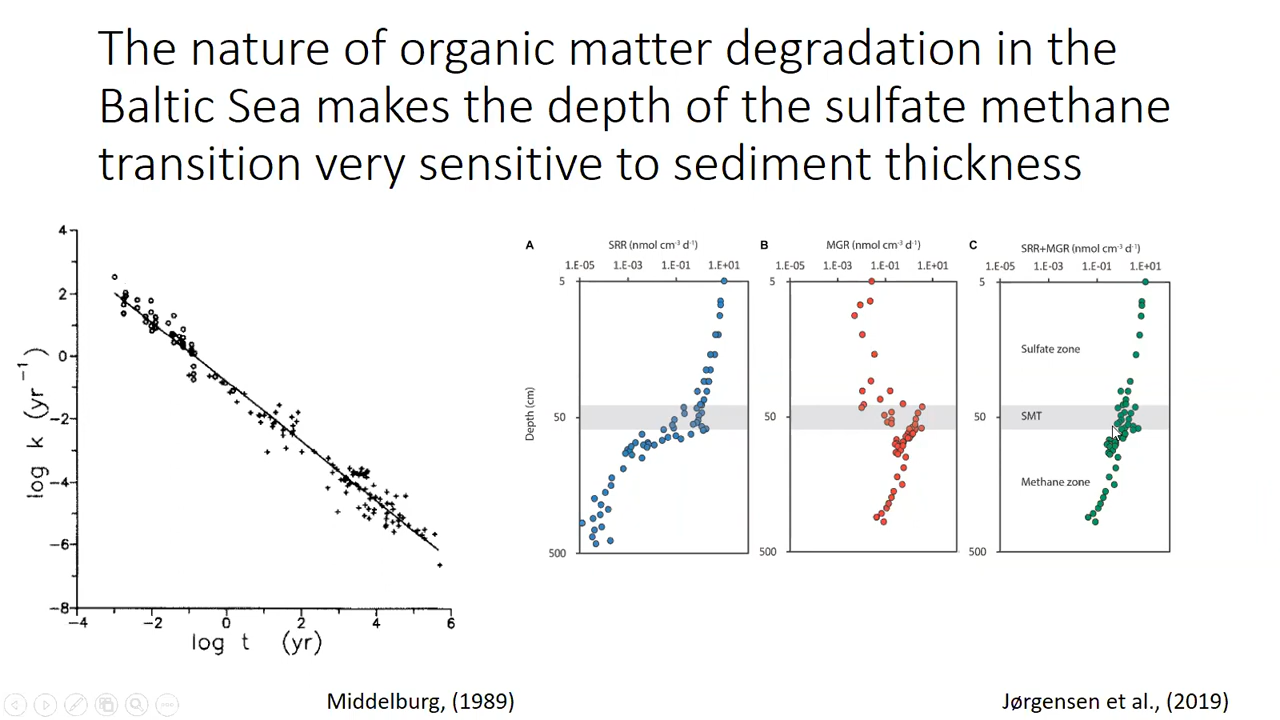 The nature of organic matter degradation in the
Baltic Sea makes the depth of the sulfate methane
transition very sensitive to sediment thickness
4
2
0
−2
−4
−6
−8
log k (yr⁻¹)
−4 −2 0 2 4 6
log t (yr)
A SRR (nmol cm⁻³ d⁻¹)
1.E-05 1.E-03 1.E-01 1.E+01
5
50
500
Depth (cm)
B MGR (nmol cm⁻³ d⁻¹)
1.E-05 1.E-03 1.E-01 1.E+01
5
50
500
C SRR+MGR (nmol cm⁻³ d⁻¹)
1.E-05 1.E-03 1.E-01 1.E+01
5
50
500
Sulfate zone
SMT
Methane zone
Middelburg, (1989)
Jørgensen et al., (2019)